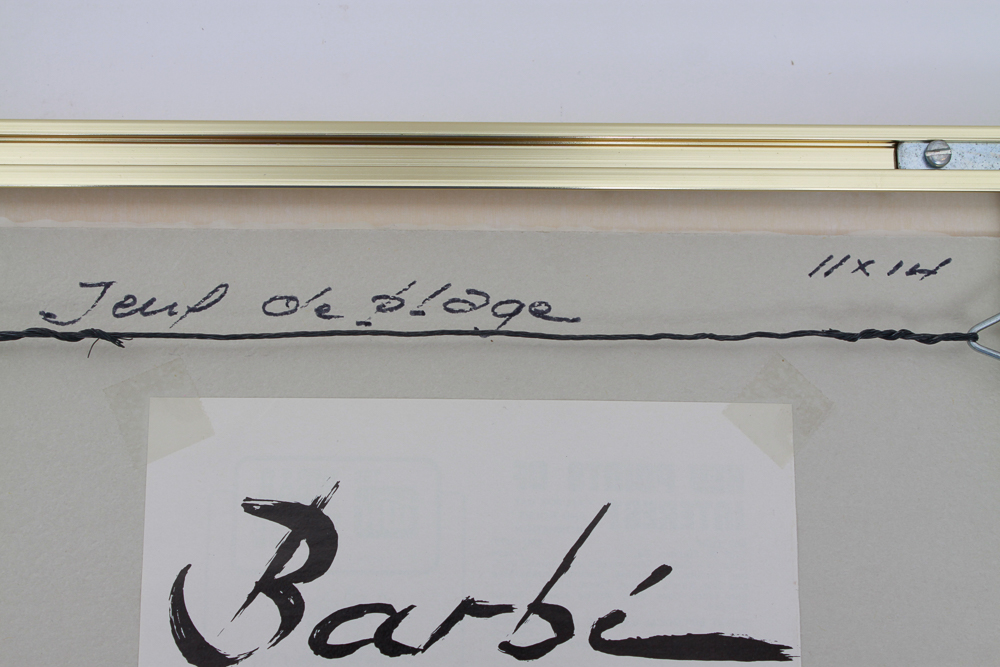 Jeux de plage
11x14
Barbé